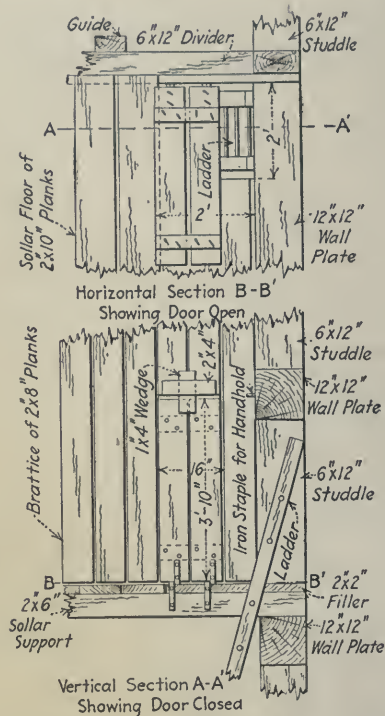 Guide
6"x12" Divider
6"x12"
Studdle
A
A'
Ladder
2'
2'
Sollar Floor of
2"x10" Planks
12"x12"
Wall
Plate
Horizontal Section B-B'
Showing Door Open
Brattice of 2"x8" Planks
1"x4" Wedge
2"x4"
16"
3'-10"
Iron Staple for Handhold
6"x12"
Studdle
12"x12"
Wall Plate
6"x12"
Studdle
Ladder
B
B'
2"x2"
Filler
2"x6"
Sollar
Support
12"x12"
Wall Plate
Vertical Section A-A'
Showing Door Closed